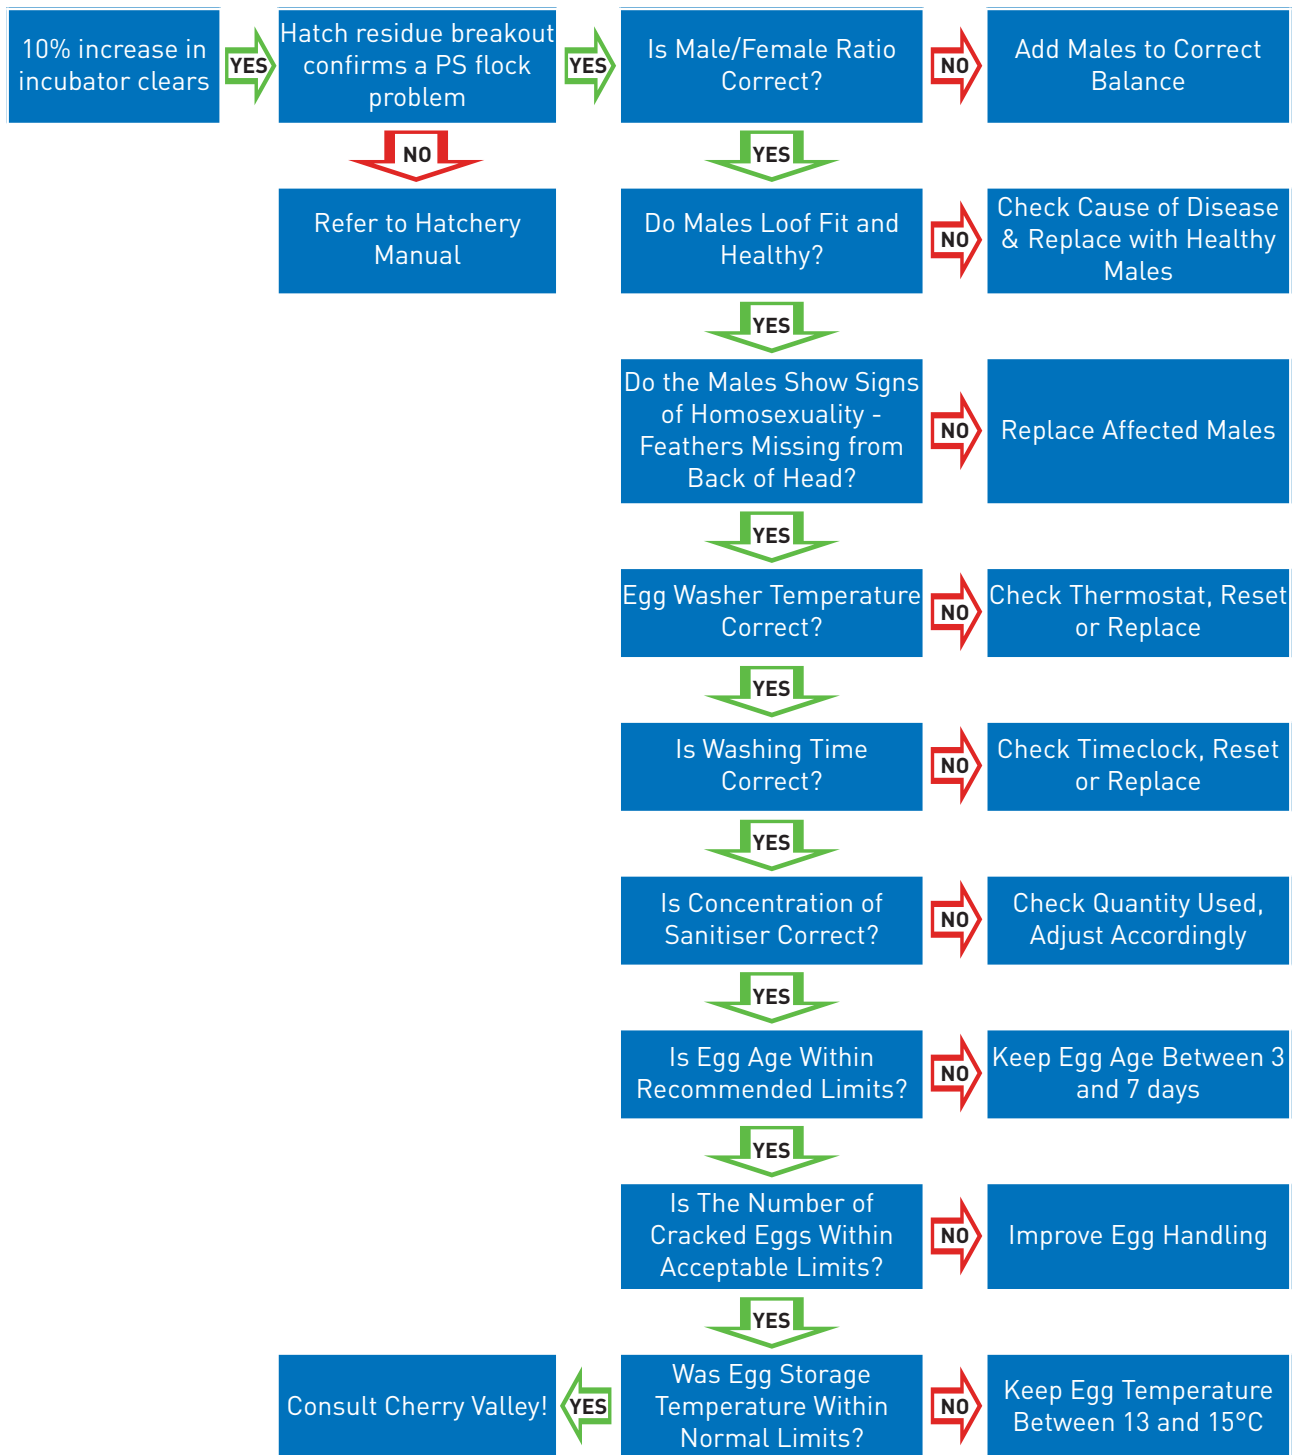 10% increase in
incubator clears
YES
Hatch residue breakout
confirms a PS flock
problem
YES
Is Male/Female Ratio
Correct?
NO
Add Males to Correct
Balance
NO
YES
Refer to Hatchery
Manual
Do Males Loof Fit and
Healthy?
NO
Check Cause of Disease
& Replace with Healthy
Males
YES
Do the Males Show Signs
of Homosexuality -
Feathers Missing from
Back of Head?
NO
Replace Affected Males
YES
Egg Washer Temperature
Correct?
NO
Check Thermostat, Reset
or Replace
YES
Is Washing Time
Correct?
NO
Check Timeclock, Reset
or Replace
YES
Is Concentration of
Sanitiser Correct?
NO
Check Quantity Used,
Adjust Accordingly
YES
Is Egg Age Within
Recommended Limits?
NO
Keep Egg Age Between 3
and 7 days
YES
Is The Number of
Cracked Eggs Within
Acceptable Limits?
NO
Improve Egg Handling
YES
Consult Cherry Valley!
YES
Was Egg Storage
Temperature Within
Normal Limits?
NO
Keep Egg Temperature
Between 13 and 15°C